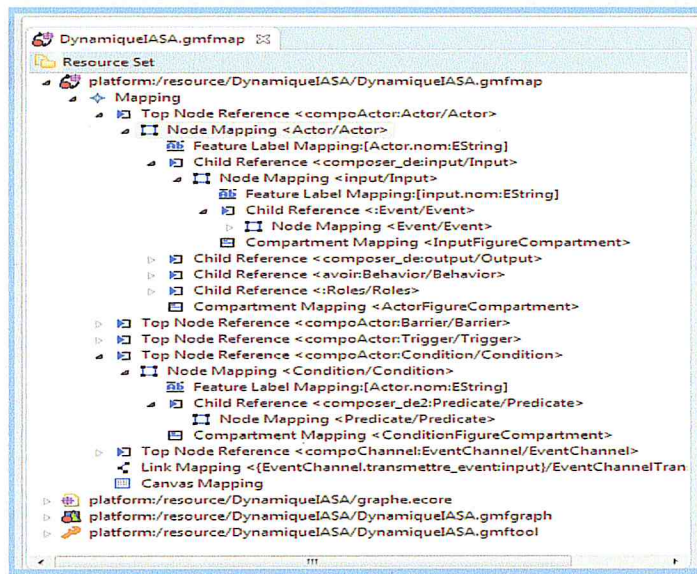 DynamiqueIASA.gmfmap
Resource Set
platform:/resource/DynamiqueIASA/DynamiqueIASA.gmfmap
Mapping
Top Node Reference <compoActor:Actor/Actor>
Node Mapping <Actor/Actor>
Feature Label Mapping:[Actor.nom:EString]
Child Reference <composer_de:input/Input>
Node Mapping <input/Input>
Feature Label Mapping:[input.nom:EString]
Child Reference <:Event/Event>
Node Mapping <Event/Event>
Compartment Mapping <InputFigureCompartment>
Child Reference <composer_de:output/Output>
Child Reference <avoir:Behavior/Behavior>
Child Reference <:Roles/Roles>
Compartment Mapping <ActorFigureCompartment>
Top Node Reference <compoActor:Barrier/Barrier>
Top Node Reference <compoActor:Trigger/Trigger>
Top Node Reference <compoActor:Condition/Condition>
Node Mapping <Condition/Condition>
Feature Label Mapping:[Actor.nom:EString]
Child Reference <composer_de2:Predicate/Predicate>
Node Mapping <Predicate/Predicate>
Compartment Mapping <ConditionFigureCompartment>
Top Node Reference <compoChannel:EventChannel/EventChannel>
Link Mapping <{EventChannel.transmettre_event:input}/EventChannelTran
Canvas Mapping
platform:/resource/DynamiqueIASA/graphe.ecore
platform:/resource/DynamiqueIASA/DynamiqueIASA.gmfgraph
platform:/resource/DynamiqueIASA/DynamiqueIASA.gmftool